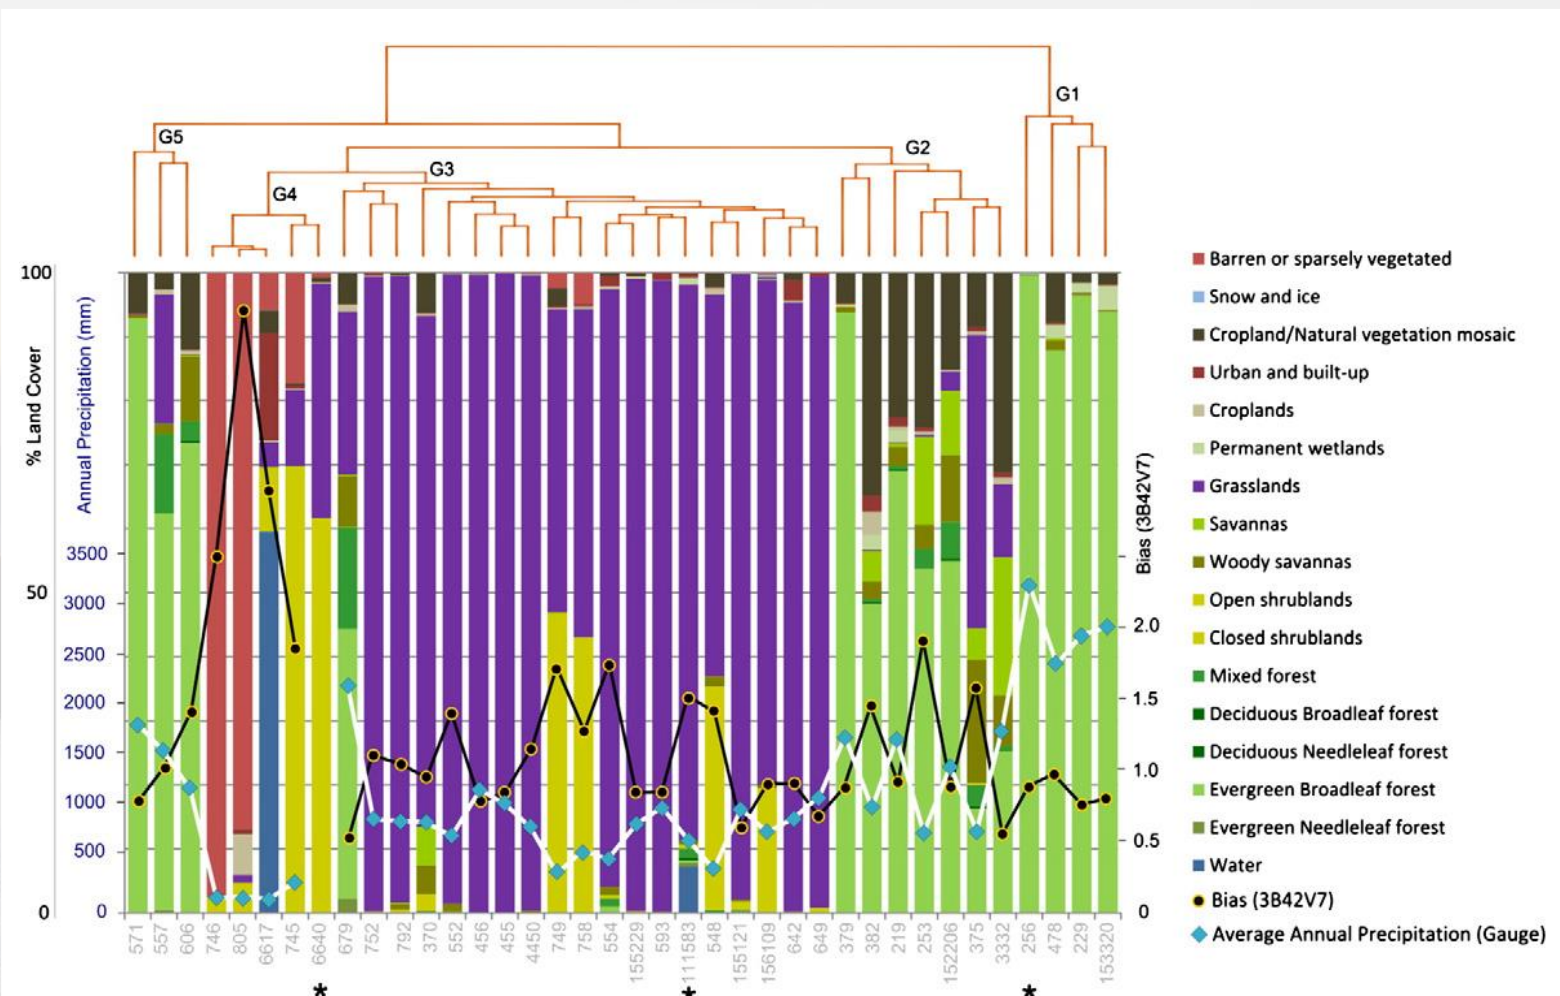 G1
G5
G2
G3
G4
100
50
0
% Land Cover
Annual Precipitation (mm)
3500
3000
2500
2000
1500
1000
500
0
Bias (3B42V7)
2.0
1.5
1.0
0.5
0
571
557
606
746
805
6617
745
6640
679
752
792
370
552
456
455
4450
749
758
554
155229
593
111583
548
155121
156109
642
649
379
382
219
253
152206
375
3332
256
478
229
153320
* * *
Barren or sparsely vegetated
Snow and ice
Cropland/Natural vegetation mosaic
Urban and built-up
Croplands
Permanent wetlands
Grasslands
Savannas
Woody savannas
Open shrublands
Closed shrublands
Mixed forest
Deciduous Broadleaf forest
Deciduous Needleleaf forest
Evergreen Broadleaf forest
Evergreen Needleleaf forest
Water
Bias (3B42V7)
Average Annual Precipitation (Gauge)